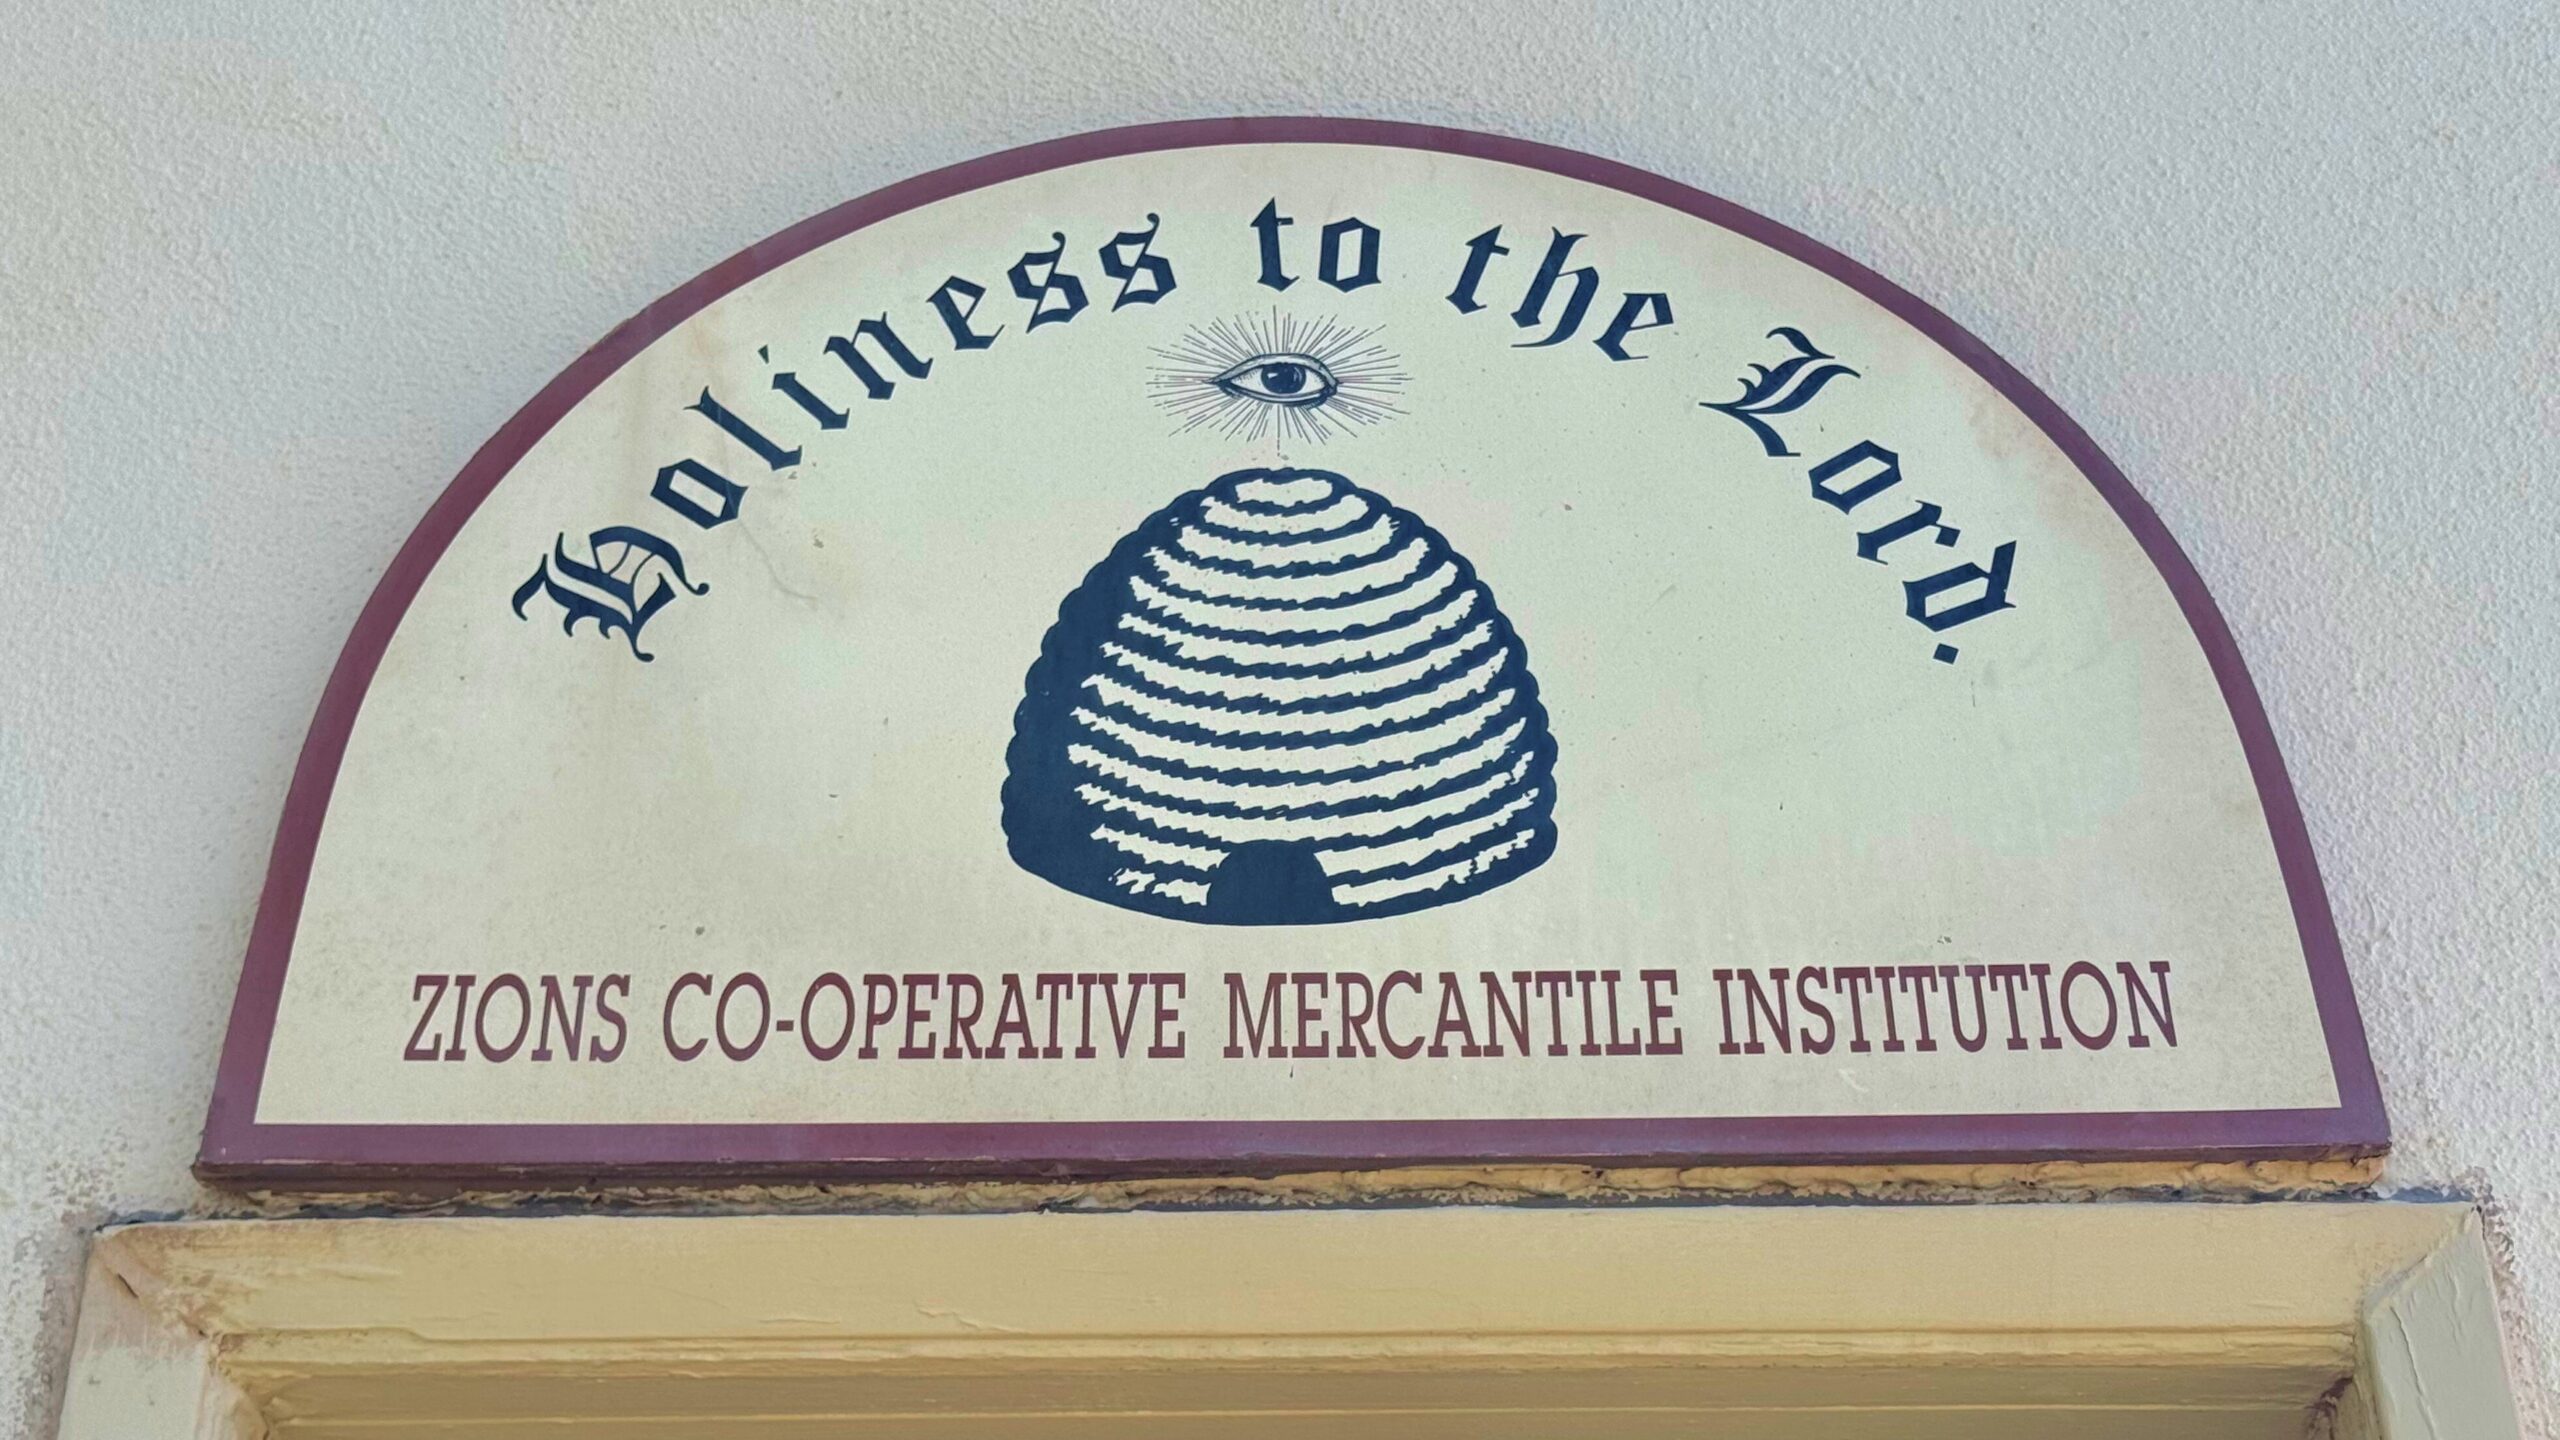 Holiness to the Lord.
ZIONS CO-OPERATIVE MERCANTILE INSTITUTION